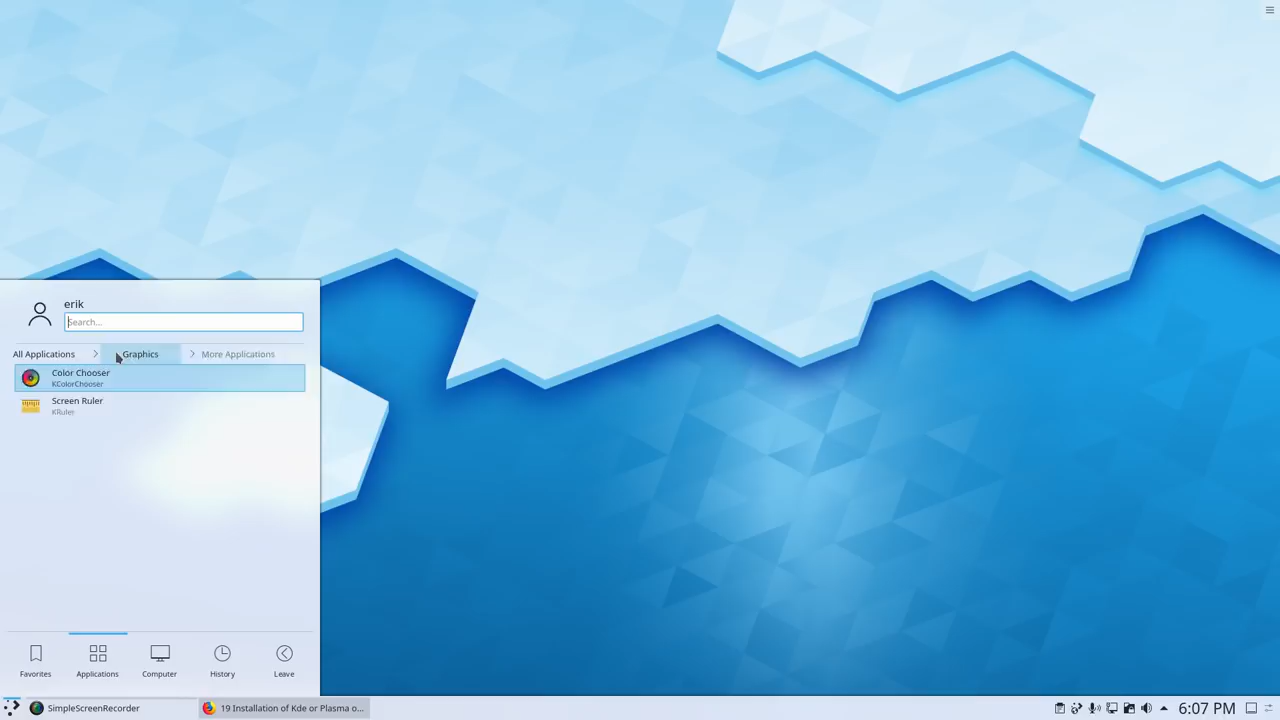 erik
Search...
All Applications
Graphics
More Applications
Color Chooser
KColorChooser
Screen Ruler
KRuler
Favorites
Applications
Computer
History
Leave
SimpleScreenRecorder
19 Installation of Kde or Plasma o...
6:07 PM